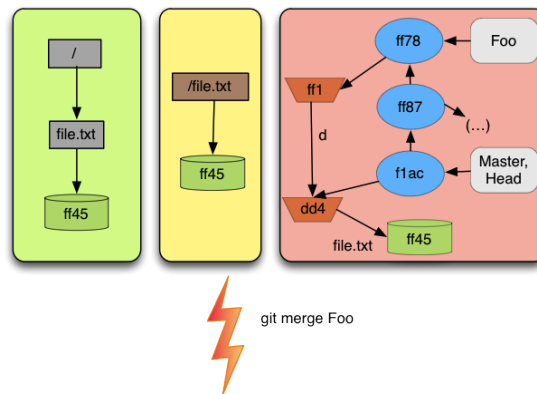 /
file.txt
ff45
/file.txt
ff45
ff78
Foo
ff1
ff87
d
(...)
f1ac
Master,
Head
dd4
file.txt
ff45
git merge Foo